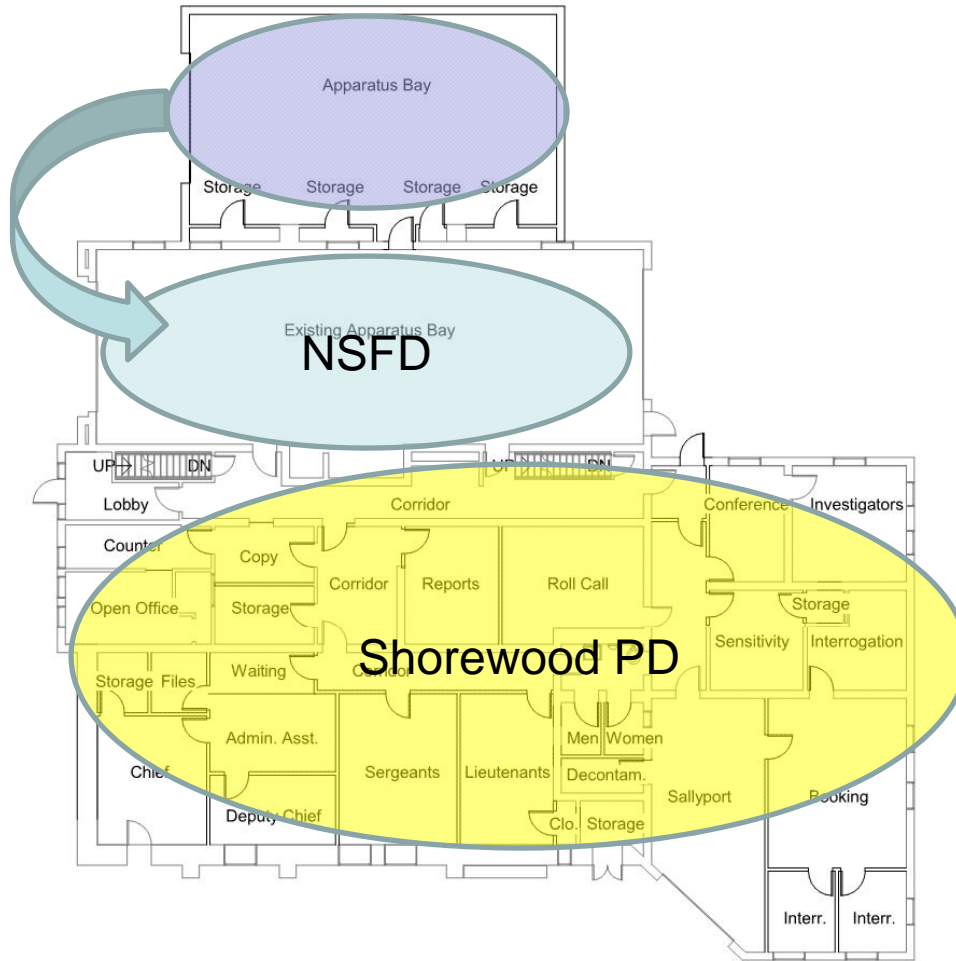 Apparatus Bay
Storage Storage Storage Storage
Existing Apparatus Bay
NSFD
UP DN UP DN
Lobby Corridor Conference Investigators
Counter Copy
Corridor Reports Roll Call
Open Office Storage Storage
Sensitivity Interrogation
Shorewood PD
Waiting Corridor
Storage Files
Admin. Asst. Men Women
Chief Sergeants Lieutenants Decontam.
Sallyport Booking
Deputy Chief Clo. Storage
Interr. Interr.